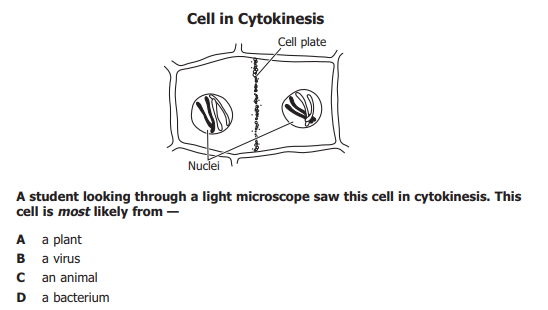 Cell in Cytokinesis
Cell plate
Nuclei
A student looking through a light microscope saw this cell in cytokinesis. This
cell is most likely from —
A a plant
B a virus
C an animal
D a bacterium